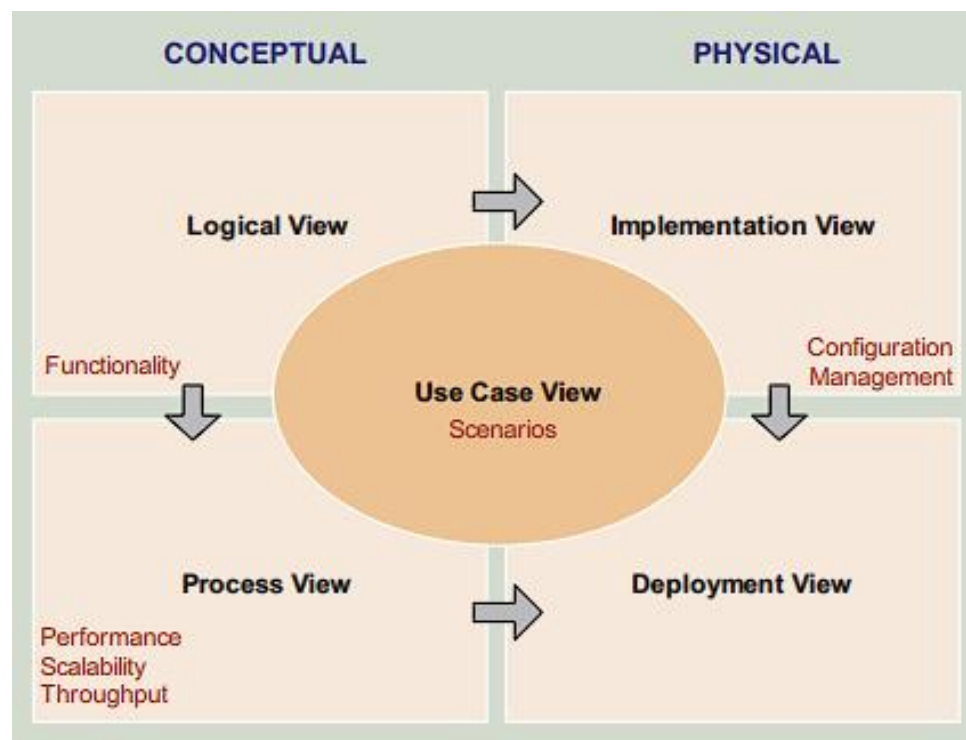 CONCEPTUAL
PHYSICAL
Logical View
Implementation View
Functionality
Configuration
Management
Use Case View
Scenarios
Process View
Deployment View
Performance
Scalability
Throughput